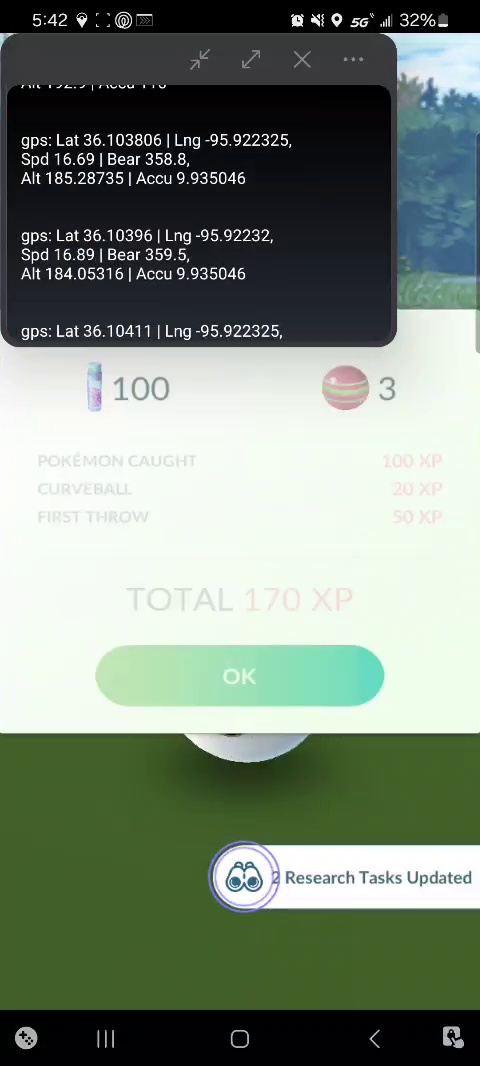 5:42
5G
32%
Alt 192.9 | Accu 110
gps: Lat 36.103806 | Lng -95.922325,
Spd 16.69 | Bear 358.8,
Alt 185.28735 | Accu 9.935046
gps: Lat 36.10396 | Lng -95.92232,
Spd 16.89 | Bear 359.5,
Alt 184.05316 | Accu 9.935046
gps: Lat 36.10411 | Lng -95.922325,
100
3
POKÉMON CAUGHT 100 XP
CURVEBALL 20 XP
FIRST THROW 50 XP
TOTAL 170 XP
OK
2 Research Tasks Updated